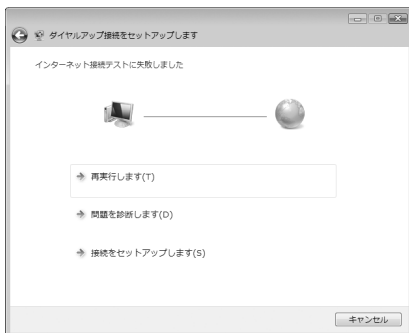 ダイヤルアップ接続をセットアップします
インターネット接続テストに失敗しました
再実行します(T)
問題を診断します(D)
接続をセットアップします(S)
キャンセル